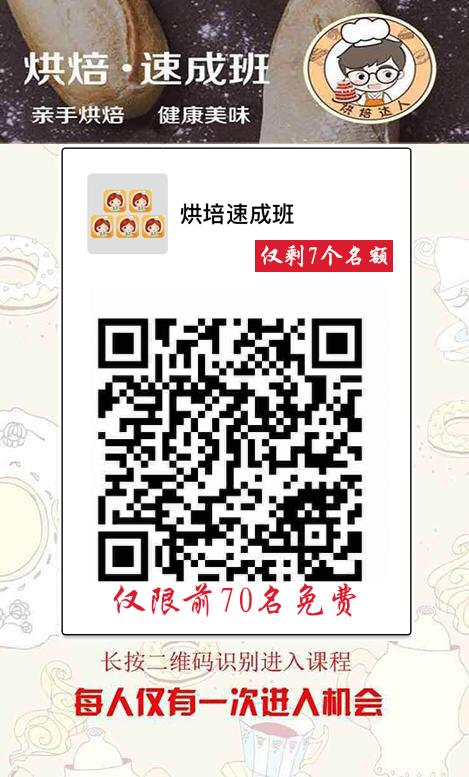 烘焙·速成班
亲手烘焙 健康美味
烘焙达人
烘培速成班
仅剩7个名额
仅限前70名免费
长按二维码识别进入课程
每人仅有一次进入机会